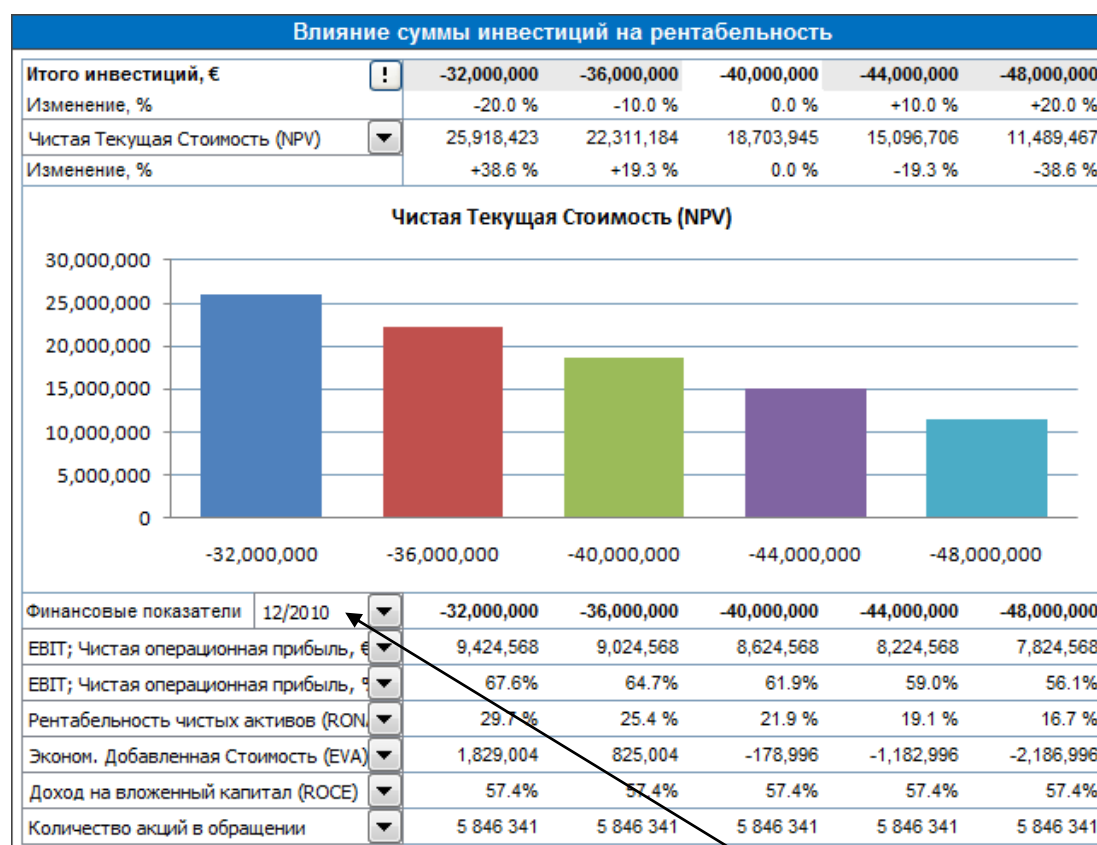 Влияние суммы инвестиций на рентабельность
Итого инвестиций, € ! -32,000,000 -36,000,000 -40,000,000 -44,000,000 -48,000,000
Изменение, % -20.0 % -10.0 % 0.0 % +10.0 % +20.0 %
Чистая Текущая Стоимость (NPV) 25,918,423 22,311,184 18,703,945 15,096,706 11,489,467
Изменение, % +38.6 % +19.3 % 0.0 % -19.3 % -38.6 %
Чистая Текущая Стоимость (NPV)
30,000,000
25,000,000
20,000,000
15,000,000
10,000,000
5,000,000
0
-32,000,000 -36,000,000 -40,000,000 -44,000,000 -48,000,000
Финансовые показатели 12/2010 -32,000,000 -36,000,000 -40,000,000 -44,000,000 -48,000,000
EBIT; Чистая операционная прибыль, € 9,424,568 9,024,568 8,624,568 8,224,568 7,824,568
EBIT; Чистая операционная прибыль, % 67.6% 64.7% 61.9% 59.0% 56.1%
Рентабельность чистых активов (RONA 29.7 % 25.4 % 21.9 % 19.1 % 16.7 %
Эконом. Добавленная Стоимость (EVA) 1,829,004 825,004 -178,996 -1,182,996 -2,186,996
Доход на вложенный капитал (ROCE) 57.4% 57.4% 57.4% 57.4% 57.4%
Количество акций в обращении 5 846 341 5 846 341 5 846 341 5 846 341 5 846 341